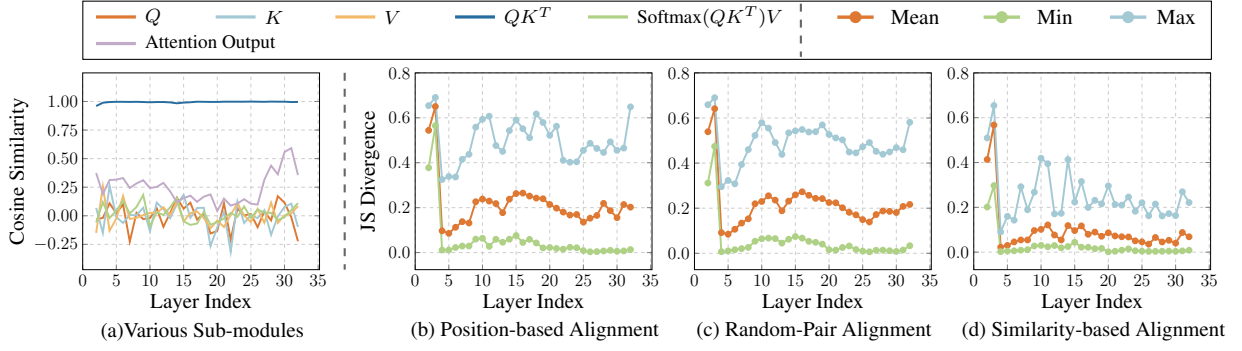 Q K V QK^T Softmax(QK^T)V Mean Min Max
Attention Output
Cosine Similarity
1.00
0.75
0.50
0.25
0.00
−0.25
0 5 10 15 20 25 30 35
Layer Index
(a)Various Sub-modules
JS Divergence
0.8
0.6
0.4
0.2
0.0
0 5 10 15 20 25 30 35
Layer Index
(b) Position-based Alignment
0.8
0.6
0.4
0.2
0.0
0 5 10 15 20 25 30 35
Layer Index
(c) Random-Pair Alignment
0.8
0.6
0.4
0.2
0.0
0 5 10 15 20 25 30 35
Layer Index
(d) Similarity-based Alignment